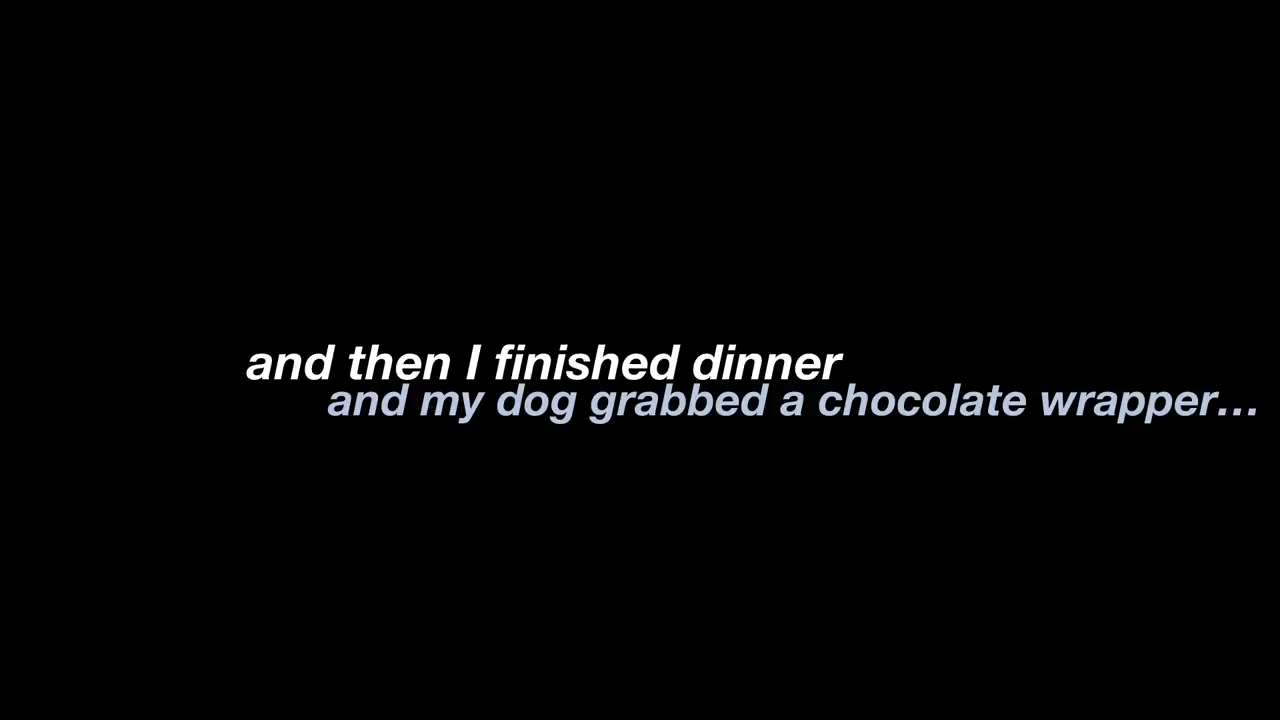 and then I finished dinner
and my dog grabbed a chocolate wrapper...